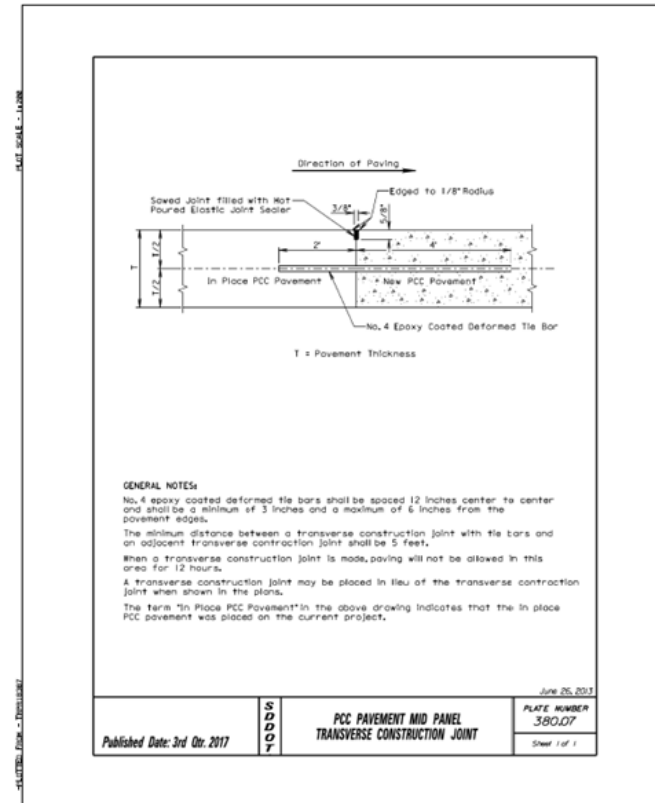 PLOT SCALE - 1:200
Direction of Paving
Sawed Joint filled with Hot
Poured Elastic Joint Sealer
Edged to 1/8" Radius
3/8"
5/8"
2'
4'
T
T/2
T/2
In Place PCC Pavement
New PCC Pavement
No. 4 Epoxy Coated Deformed Tie Bar
T = Pavement Thickness
GENERAL NOTES:
No. 4 epoxy coated deformed tie bars shall be spaced 12 inches center to center
and shall be a minimum of 3 inches and a maximum of 6 inches from the
pavement edges.
The minimum distance between a transverse construction joint with tie bars and
an adjacent transverse contraction joint shall be 5 feet.
When a transverse construction joint is made, paving will not be allowed in this
area for 12 hours.
A transverse construction joint may be placed in lieu of the transverse contraction
joint when shown in the plans.
The term "In Place PCC Pavement" in the above drawing indicates that the in place
PCC pavement was placed on the current project.
June 26, 2013
Published Date: 3rd Qtr. 2017
SDDOT
PCC PAVEMENT MID PANEL
TRANSVERSE CONSTRUCTION JOINT
PLATE NUMBER
380.07
Sheet 1 of 1
PLOTTED FROM -